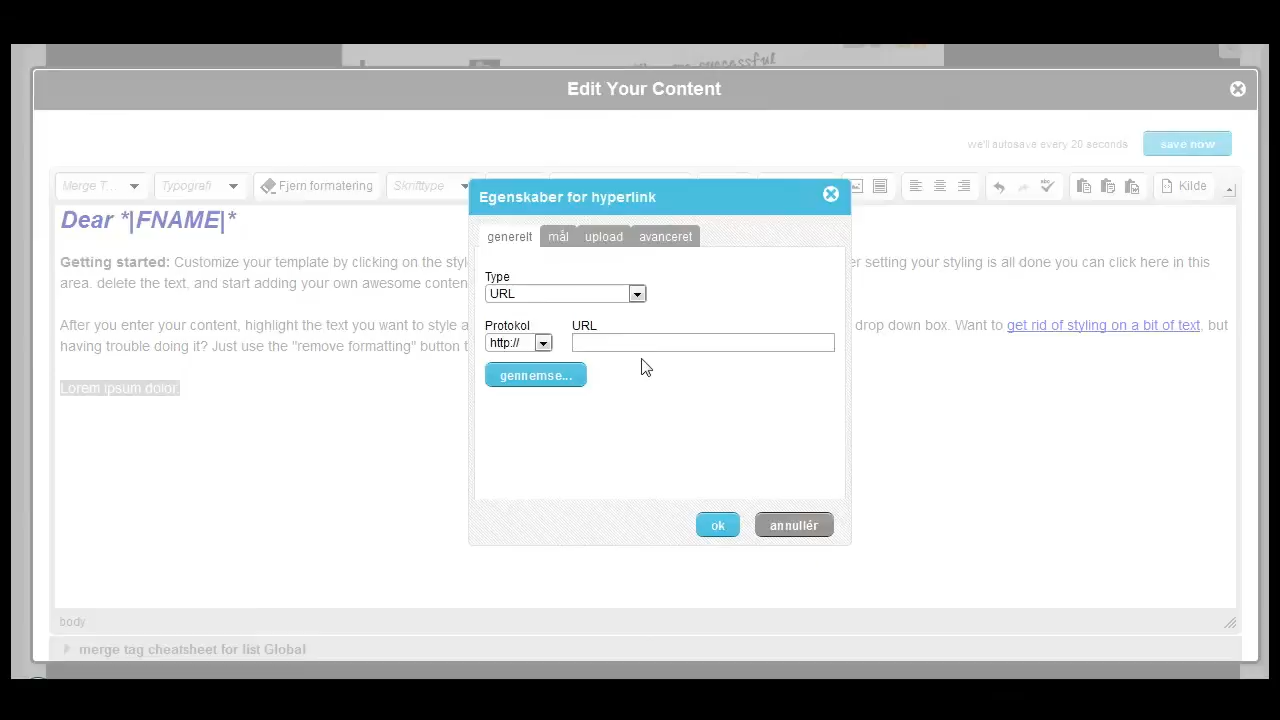 successful
Edit Your Content
we'll autosave every 20 seconds
save now
Merge T...
Typografi
Fjern formatering
Skrifttype
Kilde
Egenskaber for hyperlink
generelt
mål
upload
avanceret
Type
URL
Protokol
URL
http://
gennemse...
ok
annullér
Dear *|FNAME|*
Getting started: Customize your template by clicking on the style
er setting your styling is all done you can click here in this
area. delete the text, and start adding your own awesome conten
After you enter your content, highlight the text you want to style a
drop down box. Want to get rid of styling on a bit of text, but
having trouble doing it? Just use the "remove formatting" button t
Lorem ipsum dolor.
body
merge tag cheatsheet for list Global